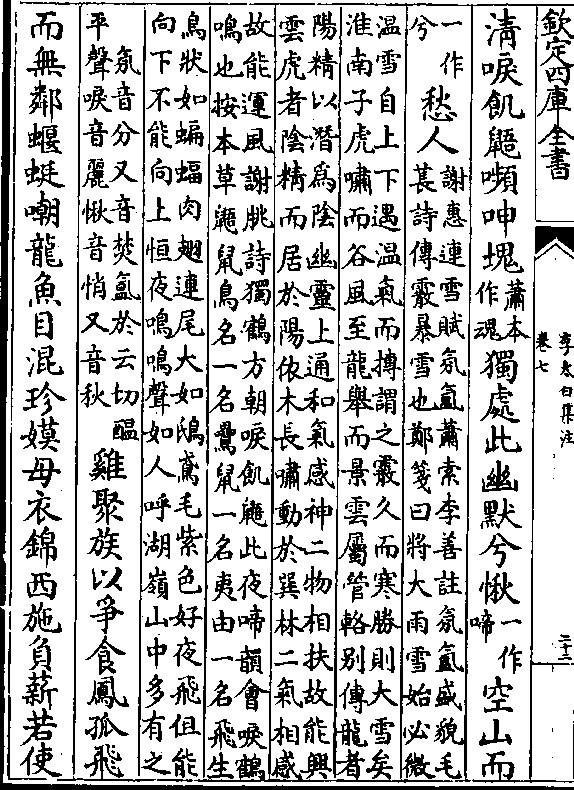 欽定四庫全書
李太白集注
卷七
二十三
清唳飢鼯嚬呻塊蕭本作魂獨處此幽默兮愀一作啼空山而
一作兮愁人謝惠連雪賦氛氲蕭索李善註氛氲盛貌毛
萇詩傳霰暴雪也鄭箋曰將大雨雪始必微
温雪自上下遇温氣而摶謂之霰久而寒勝則大雪矣
淮南子虎嘯而谷風至龍舉而景雲屬管輅别傳龍者
陽精以潛為陰幽靈上通和氣感神二物相扶故能興
雲虎者陰精而居於陽依木長嘯動於巽林二氣相感
故能運風謝朓詩獨鶴方朝唳飢鼯此夜啼韻會唳鶴
鳴也按本草鼯鼠鳥名一名鸓鼠一名夷由一名飛生
鳥狀如蝙蝠肉翅連尾大如鴟鳶毛紫色好夜飛但能
向下不能向上恒夜鳴鳴聲如人呼湖嶺山中多有之
氛音分又音焚氲於云切醖
平聲唳音麗愀音悄又音秋雞聚族以爭食鳳孤飛
而無鄰蝘蜓嘲龍魚目混珍嫫母衣錦西施負薪若使